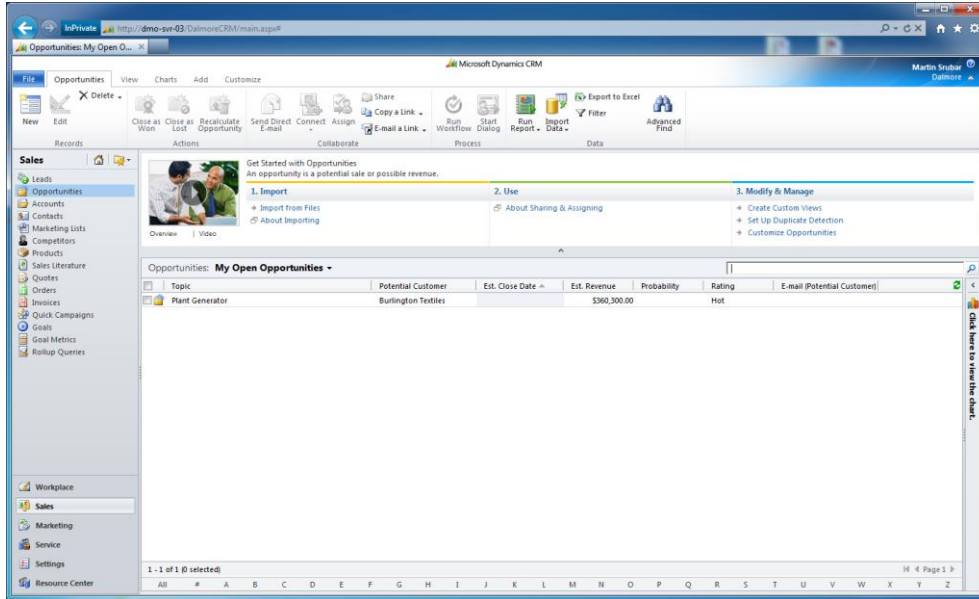 InPrivate http://dmo-svr-03/DalmoreCRM/main.aspx#
Opportunities: My Open O...
Microsoft Dynamics CRM
Martin Srubar
Dalmore
File Opportunities View Charts Add Customize
New Edit Delete
Close as Won Close as Lost Recalculate Opportunity
Send Direct E-mail Connect Assign Share Copy a Link E-mail a Link
Run Workflow Start Dialog
Run Report Import Data Export to Excel Filter Advanced Find
Records Actions Collaborate Process Data
Sales
Leads
Opportunities
Accounts
Contacts
Marketing Lists
Competitors
Products
Sales Literature
Quotes
Orders
Invoices
Quick Campaigns
Goals
Goal Metrics
Rollup Queries
Workplace
Sales
Marketing
Service
Settings
Resource Center
Get Started with Opportunities
An opportunity is a potential sale or possible revenue.
Overview | Video
1. Import
Import from Files
About Importing
2. Use
About Sharing & Assigning
3. Modify & Manage
Create Custom Views
Set Up Duplicate Detection
Customize Opportunities
Opportunities: My Open Opportunities
Topic Potential Customer Est. Close Date Est. Revenue Probability Rating E-mail (Potential Customer)
Plant Generator Burlington Textiles $360,300.00 Hot
Click here to view the chart.
1 - 1 of 1 (0 selected) Page 1
All # A B C D E F G H I J K L M N O P Q R S T U V W X Y Z